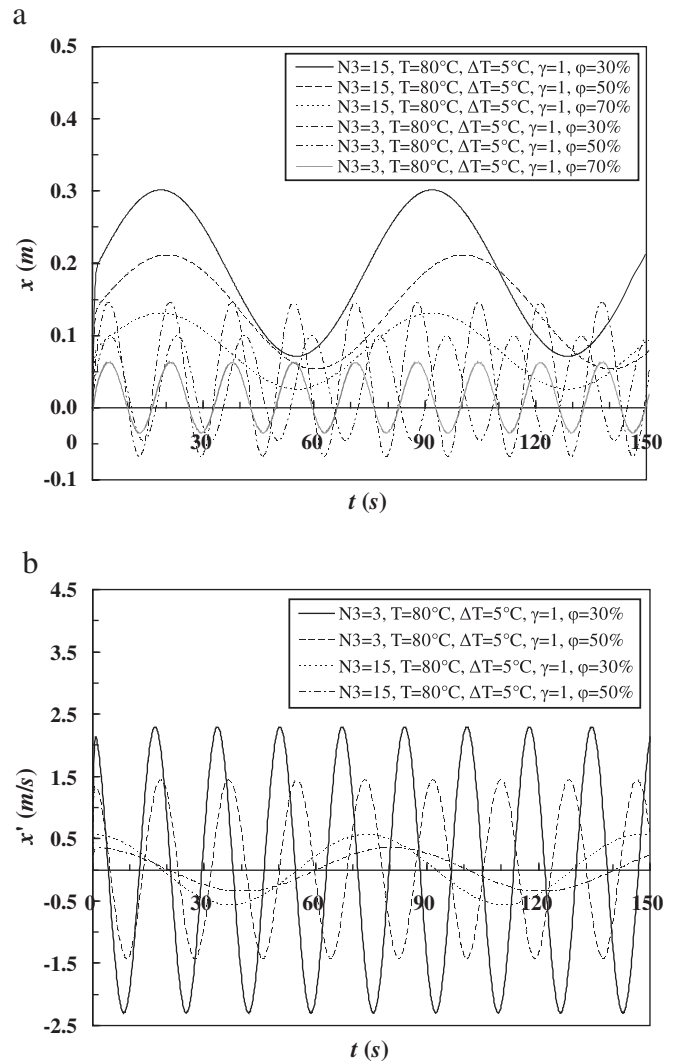 a
0.5
0.4
0.3
0.2
0.1
0.0
0
-0.1
x (m)
N3=15, T=80°C, ΔT=5°C, γ=1, φ=30%
N3=15, T=80°C, ΔT=5°C, γ=1, φ=50%
N3=15, T=80°C, ΔT=5°C, γ=1, φ=70%
N3=3, T=80°C, ΔT=5°C, γ=1, φ=30%
N3=3, T=80°C, ΔT=5°C, γ=1, φ=50%
N3=3, T=80°C, ΔT=5°C, γ=1, φ=70%
30 60 90 120 150
t (s)
b
4.5
3.5
2.5
1.5
0.5
-0.5
-1.5
-2.5
x' (m/s)
N3=3, T=80°C, ΔT=5°C, γ=1, φ=30%
N3=3, T=80°C, ΔT=5°C, γ=1, φ=50%
N3=15, T=80°C, ΔT=5°C, γ=1, φ=30%
N3=15, T=80°C, ΔT=5°C, γ=1, φ=50%
0 30 60 90 120 150
t (s)